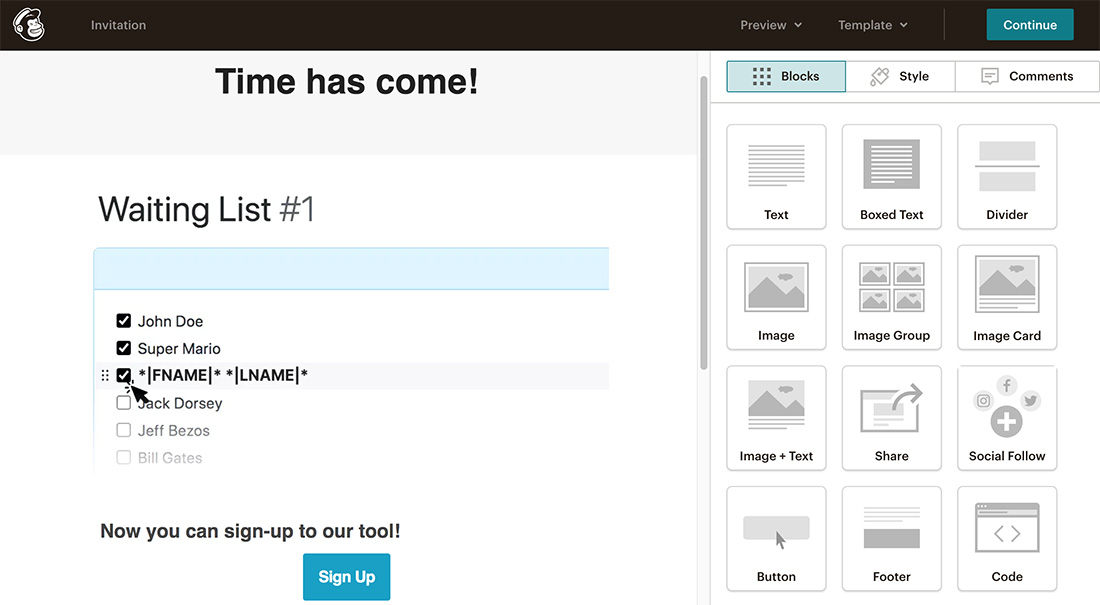 Invitation
Preview
Template
Continue
Time has come!
Waiting List #1
John Doe
Super Mario
*|FNAME|* *|LNAME|*
Jack Dorsey
Jeff Bezos
Bill Gates
Now you can sign-up to our tool!
Sign Up
Blocks
Style
Comments
Text
Boxed Text
Divider
Image
Image Group
Image Card
Image + Text
Share
Social Follow
Button
Footer
Code